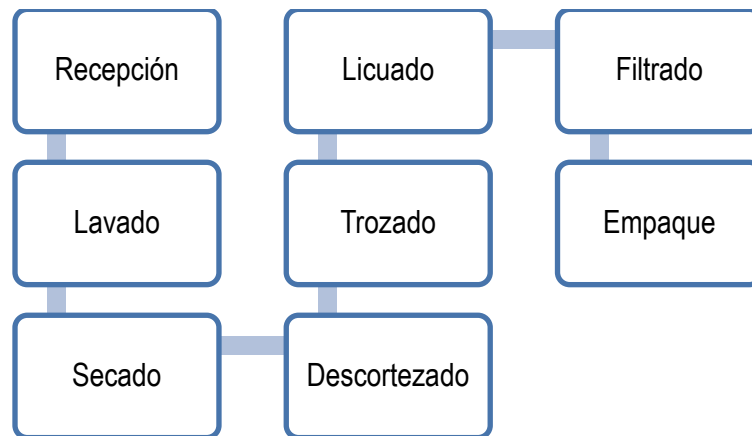 Recepción
Lavado
Secado
Descortezado
Trozado
Licuado
Filtrado
Empaque